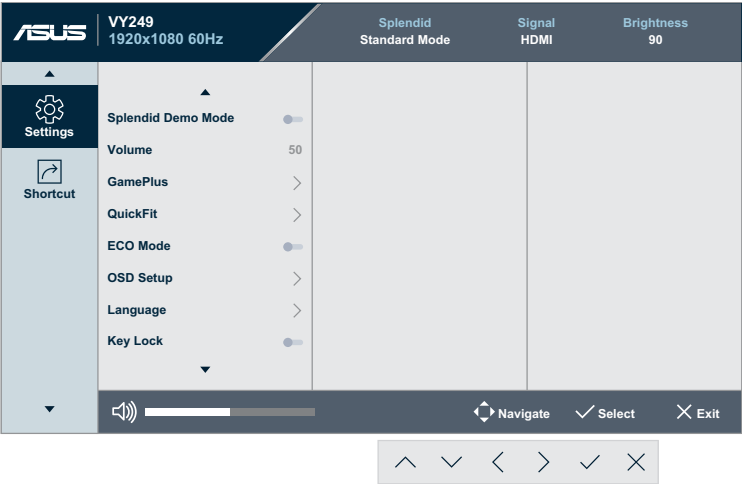 ASUS
VY249
1920x1080 60Hz
Splendid
Standard Mode
Signal
HDMI
Brightness
90
Settings
Shortcut
Splendid Demo Mode
Volume 50
GamePlus
QuickFit
ECO Mode
OSD Setup
Language
Key Lock
Navigate Select Exit